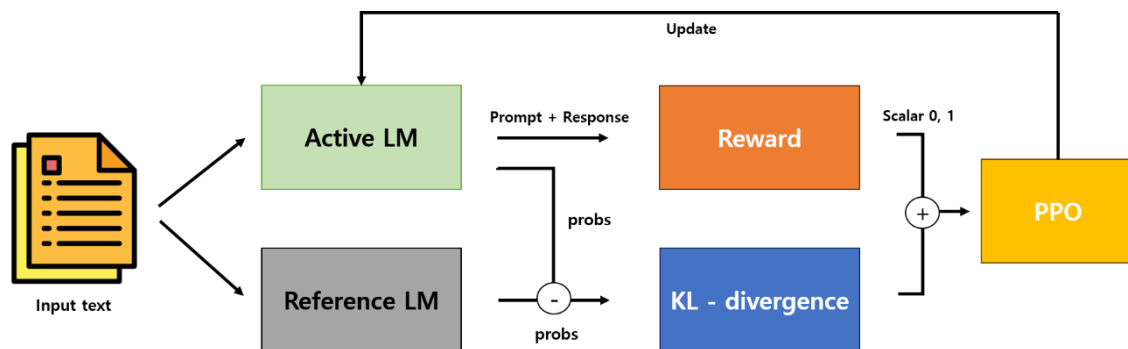 Update
Active LM
Prompt + Response
Reward
Scalar 0, 1
probs
+
PPO
Input text
Reference LM
-
probs
KL - divergence